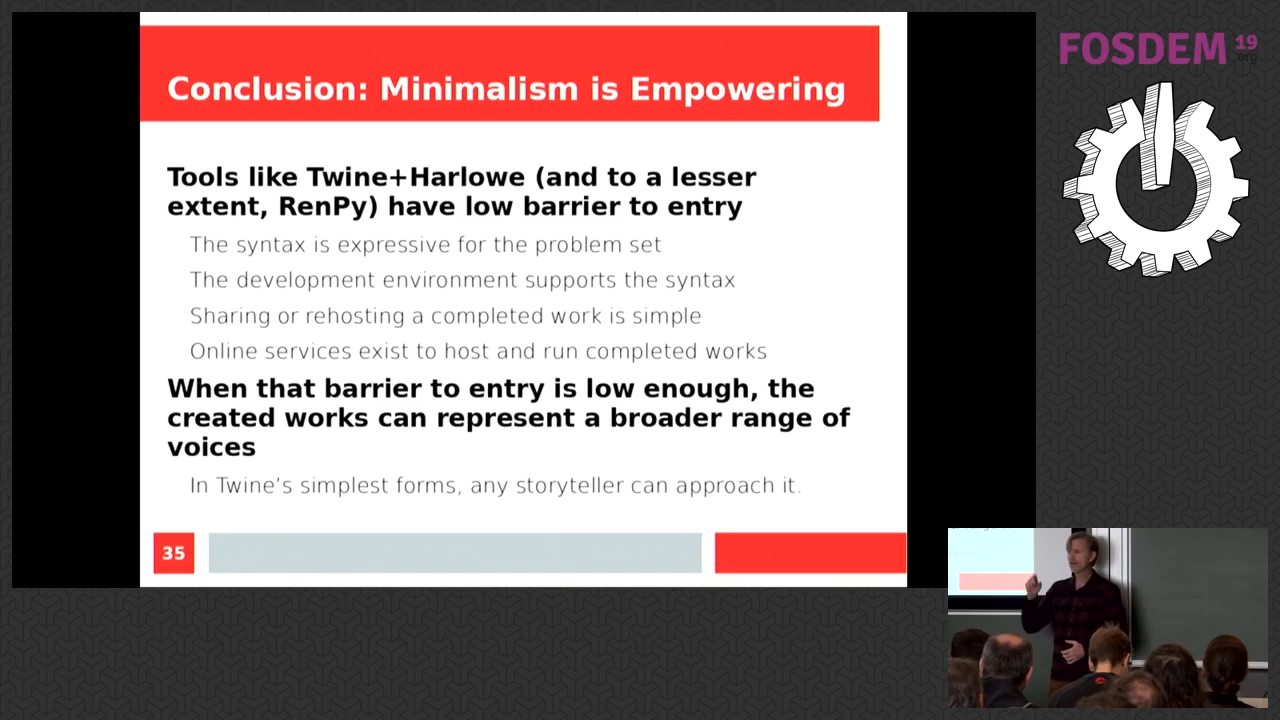 Conclusion: Minimalism is Empowering
Tools like Twine+Harlowe (and to a lesser
extent, RenPy) have low barrier to entry
The syntax is expressive for the problem set
The development environment supports the syntax
Sharing or rehosting a completed work is simple
Online services exist to host and run completed works
When that barrier to entry is low enough, the
created works can represent a broader range of
voices
In Twine's simplest forms, any storyteller can approach it.
35
FOSDEM 19
.org